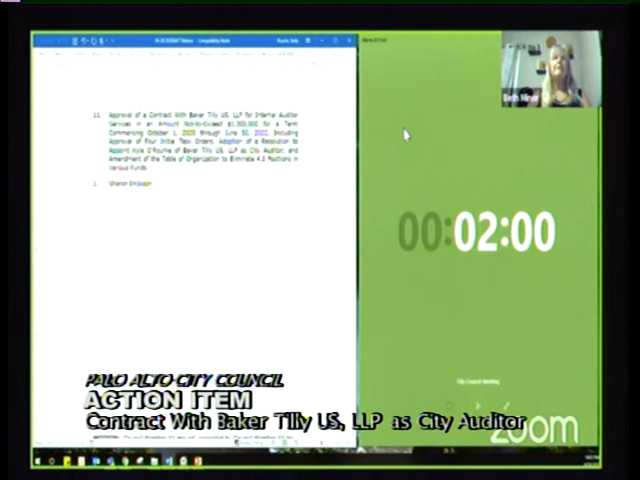 Beth Minor
11. Approval of a Contract With Baker Tilly US, LLP for Internal Auditor
Services in an Amount Not-to-Exceed for a Term
Commencing October 1, 2020 through June 30, 2022, Including
Approval of Four Initial Task Orders; Adoption of a Resolution to
Appoint Kyle O'Rourke of Baker Tilly US, LLP as City Auditor; and
Amendment of the Table of Organization to Eliminate 4.0 Positions in
Various Funds
1. Sharon Erickson
00:02:00
City Council Meeting
PALO ALTO CITY COUNCIL
ACTION ITEM
Contract With Baker Tilly US, LLP as City Auditor
zoom